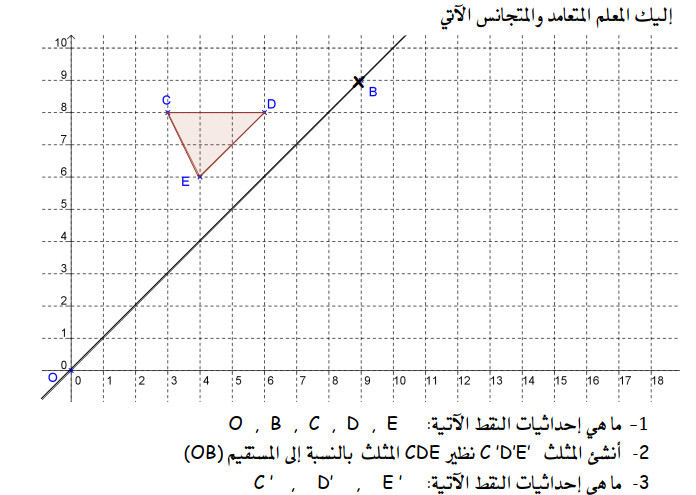 إليك المعلم المتعامد والمتجانس الآتي
10
9
8
7
6
5
4
3
2
1
0
C
D
E
B
O
0 1 2 3 4 5 6 7 8 9 10 11 12 13 14 15 16 17 18
1- ما هي إحداثيات النقط الآتية: O , B , C , D , E
2- أنشئ المثلث C'D'E' نظير CDE المثلث بالنسبة إلى المستقيم (OB)
3- ما هي إحداثيات النقط الآتية: C' , D' , E'